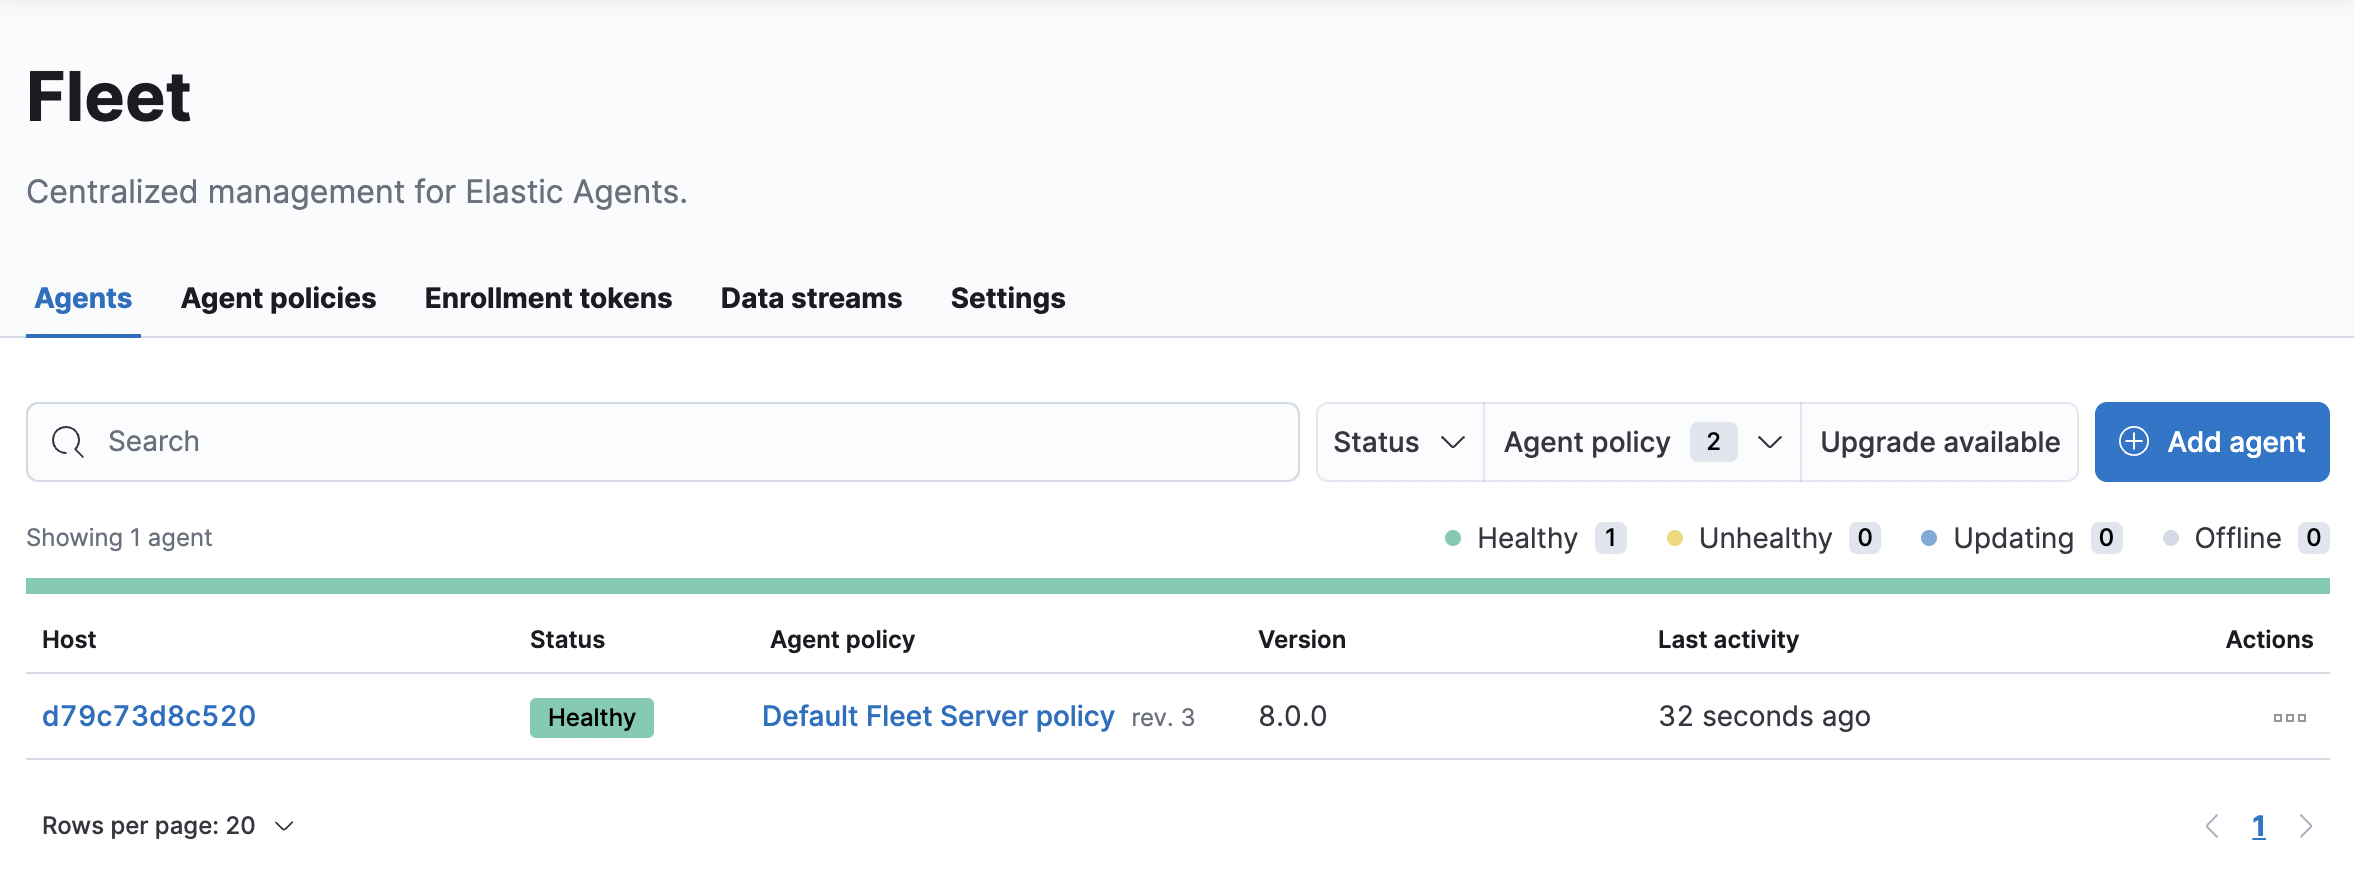 Fleet
Centralized management for Elastic Agents.
Agents Agent policies Enrollment tokens Data streams Settings
Search Status Agent policy 2 Upgrade available Add agent
Showing 1 agent Healthy 1 Unhealthy 0 Updating 0 Offline 0
Host Status Agent policy Version Last activity Actions
d79c73d8c520 Healthy Default Fleet Server policy rev. 3 8.0.0 32 seconds ago
Rows per page: 20 1